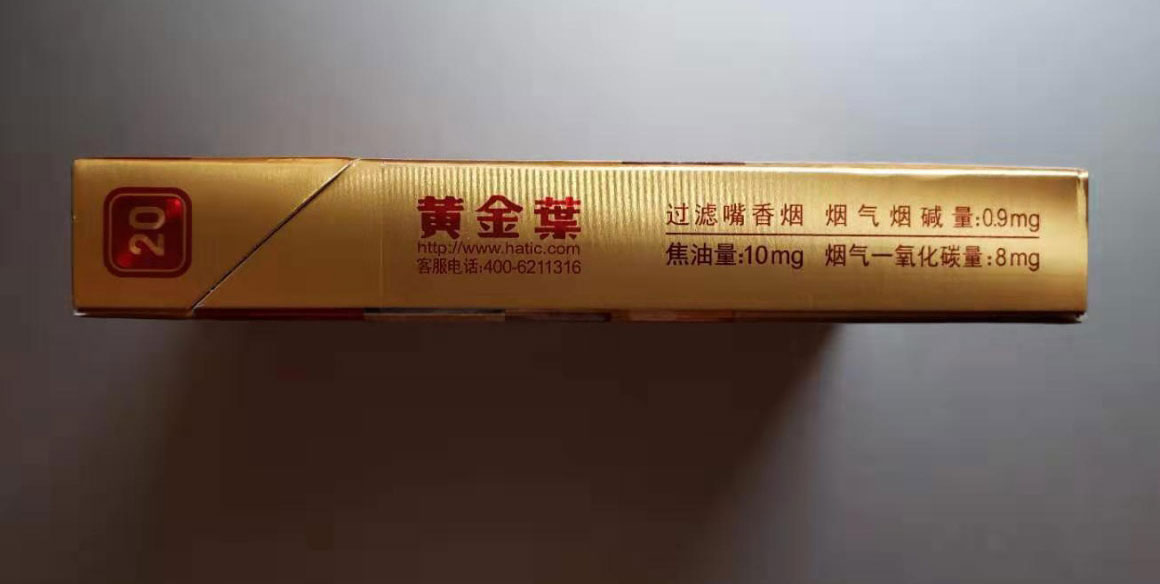 20
黄金葉
http://www.hatic.com
客服电话:400-6211316
过滤嘴香烟 烟气烟碱量:0.9mg
焦油量:10mg 烟气一氧化碳量:8mg